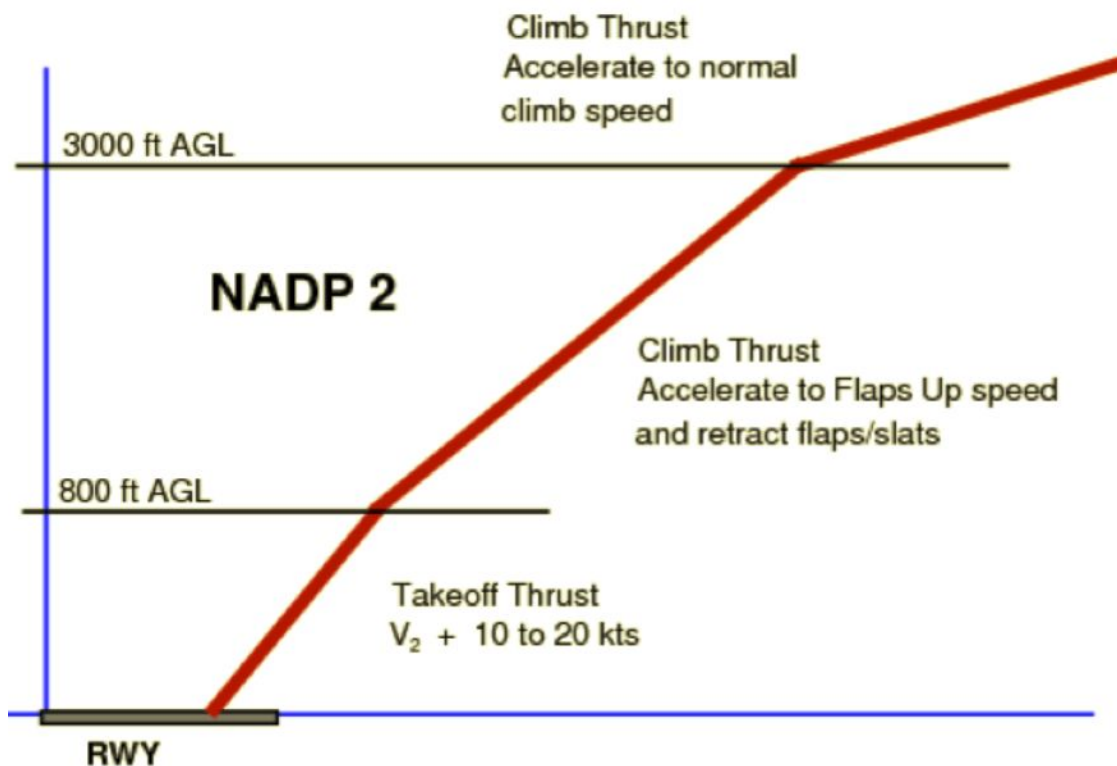 Climb Thrust
Accelerate to normal
climb speed
3000 ft AGL
NADP 2
Climb Thrust
Accelerate to Flaps Up speed
and retract flaps/slats
800 ft AGL
Takeoff Thrust
V₂ + 10 to 20 kts
RWY